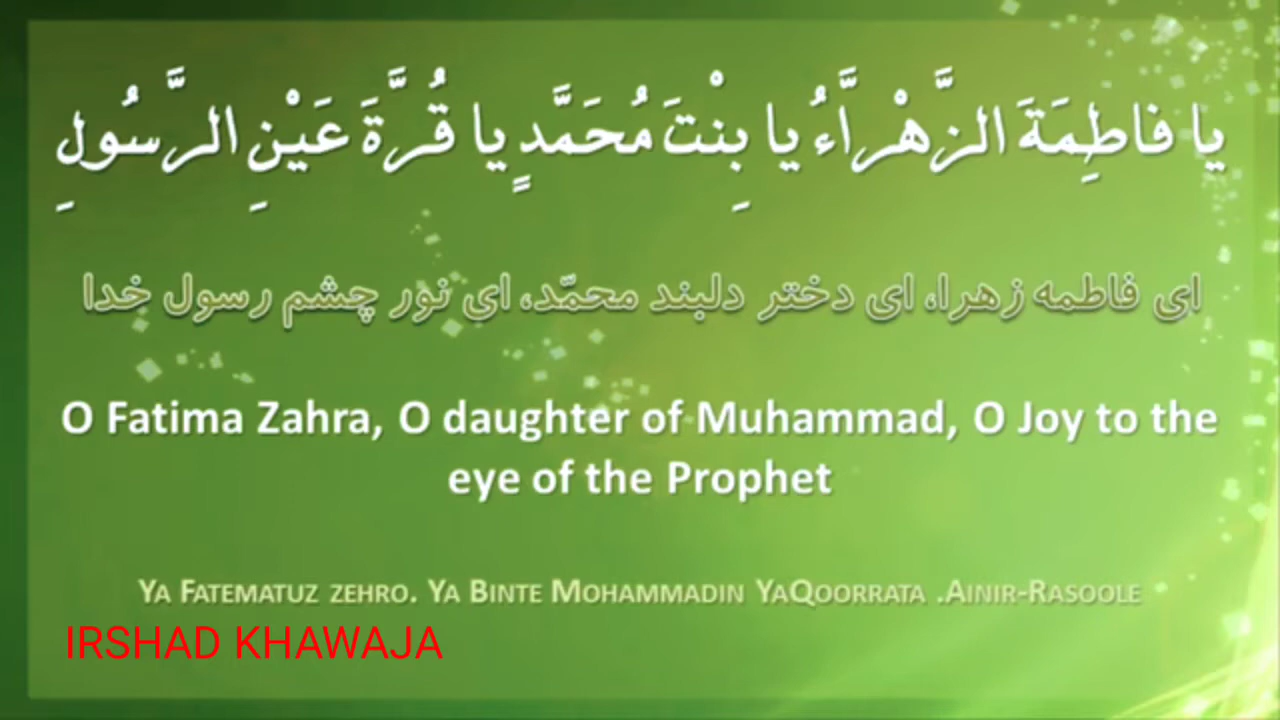 يا فاطِمَةَ الزَّهْرَّاءُ يا بِنْتَ مُحَمَّدٍ يا قُرَّةَ عَيْنِ الرَّسُولِ
ای فاطمه زهرا، ای دختر دلبند محمّد، ای نور چشم رسول خدا
O Fatima Zahra, O daughter of Muhammad, O Joy to the
eye of the Prophet
Ya Fatematuz zehro. Ya Binte Mohammadin YaQoorrata .Ainir-Rasoole
IRSHAD KHAWAJA